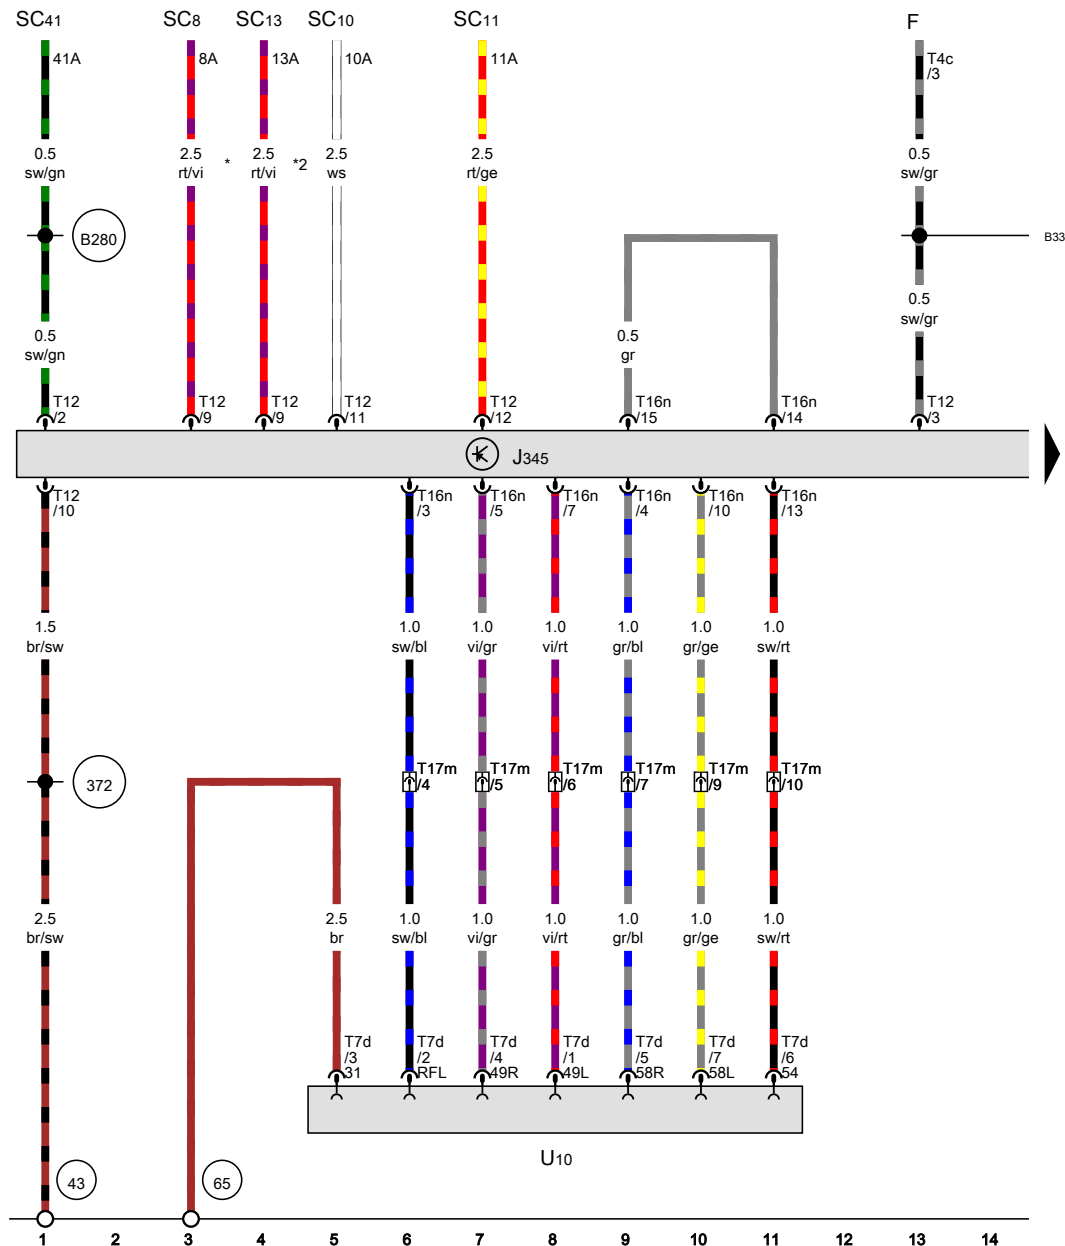 SC41 SC8 SC13 SC10 SC11 F
41A 8A 13A 10A 11A T4c
/3
0.5 2.5 * 2.5 *2 2.5 2.5 0.5
sw/gn rt/vi rt/vi ws rt/ge sw/gr
B280 B33
0.5 0.5 0.5
sw/gn gr sw/gr
T12 T12 T12 T12 T12 T16n T16n T12
/2 /9 /9 /11 /12 /15 /14 /3
J345
T12 T16n T16n T16n T16n T16n T16n
/10 /3 /5 /7 /4 /10 /13
1.5 1.0 1.0 1.0 1.0 1.0 1.0
br/sw sw/bl vi/gr vi/rt gr/bl gr/ge sw/rt
372 T17m T17m T17m T17m T17m T17m
/4 /5 /6 /7 /9 /10
2.5 2.5 1.0 1.0 1.0 1.0 1.0 1.0
br/sw br sw/bl vi/gr vi/rt gr/bl gr/ge sw/rt
T7d T7d T7d T7d T7d T7d T7d
/3 /2 /4 /1 /5 /7 /6
31 RFL 49R 49L 58R 58L 54
U10
43 65
1 2 3 4 5 6 7 8 9 10 11 12 13 14